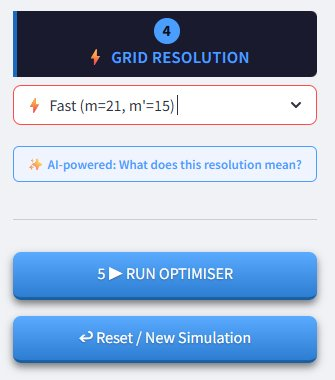 4
⚡ GRID RESOLUTION
⚡ Fast (m=21, m'=15)
✨ AI-powered: What does this resolution mean?
5 ▶ RUN OPTIMISER
↩ Reset / New Simulation